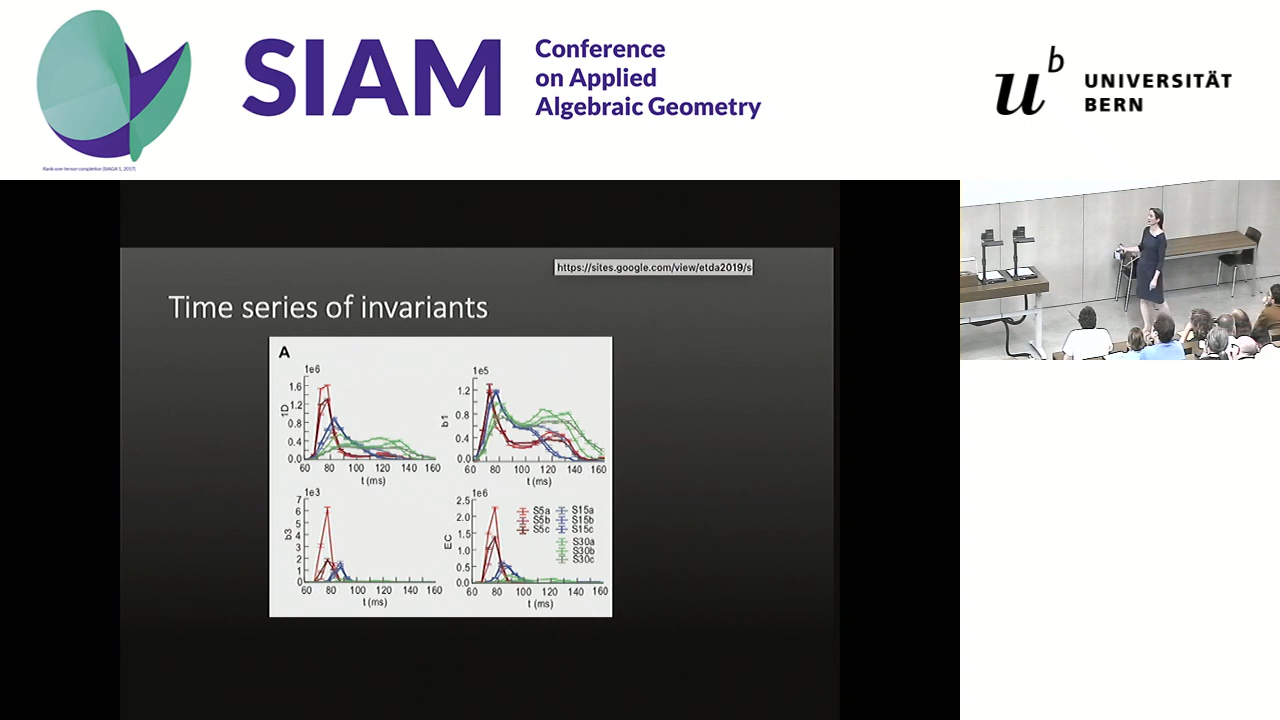 SIAM
Conference
on Applied
Algebraic Geometry
u b
UNIVERSITÄT
BERN
https://sites.google.com/view/etda2019/s
Time series of invariants
A
1e6
1D
1.6
1.2
0.8
0.4
0.0
60 80 100 120 140 160
t (ms)
1e5
b1
1.2
0.8
0.4
0.0
60 80 100 120 140 160
t (ms)
1e3
b3
7
6
5
4
3
2
1
0
60 80 100 120 140 160
t (ms)
1e6
EC
2.5
2.0
1.5
1.0
0.5
0.0
60 80 100 120 140 160
t (ms)
S5a S15a
S5b S15b
S5c S15c
S30a
S30b
S30c